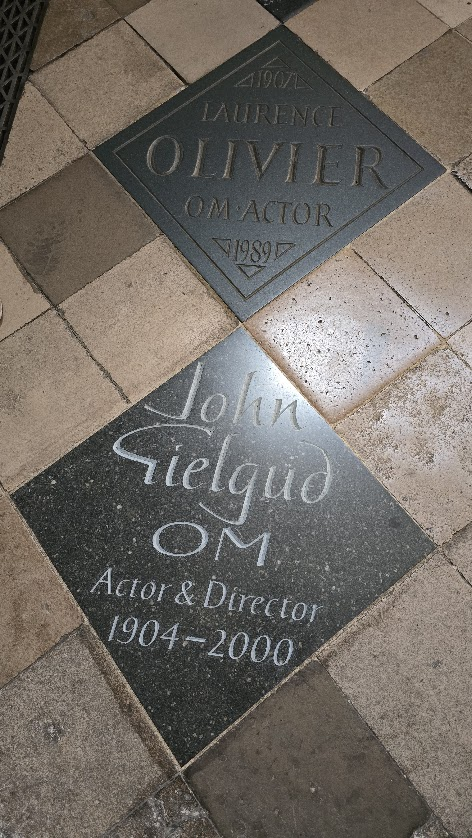 1907
LAURENCE
OLIVIER
OM·ACTOR
1989
John
Gielgud
OM
Actor & Director
1904–2000